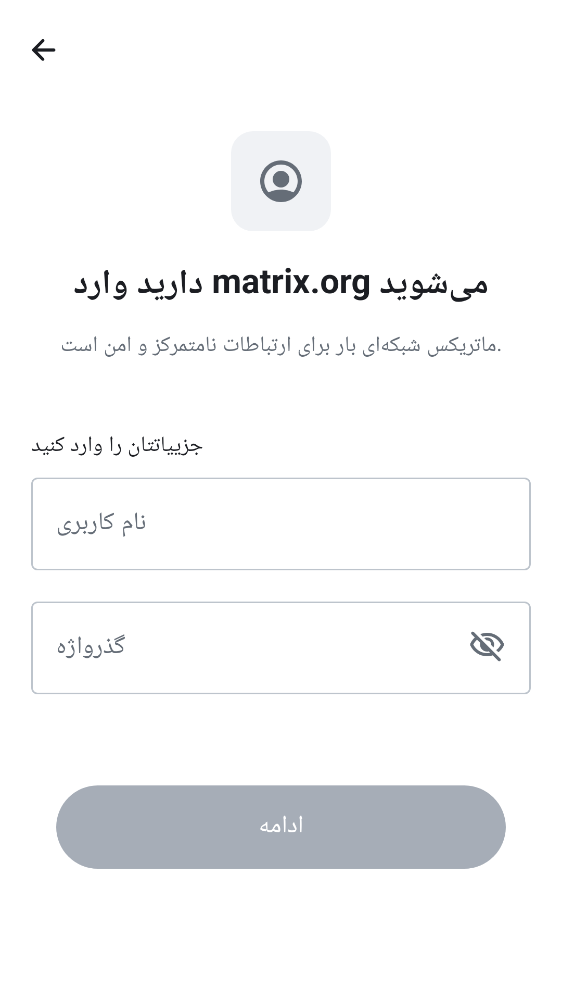 دارید وارد matrix.org می‌شوید
ماتریکس شبکه‌ای بار برای ارتباطات نامتمرکز و امن است.
جزییاتتان را وارد کنید
نام کاربری
گذرواژه
ادامه